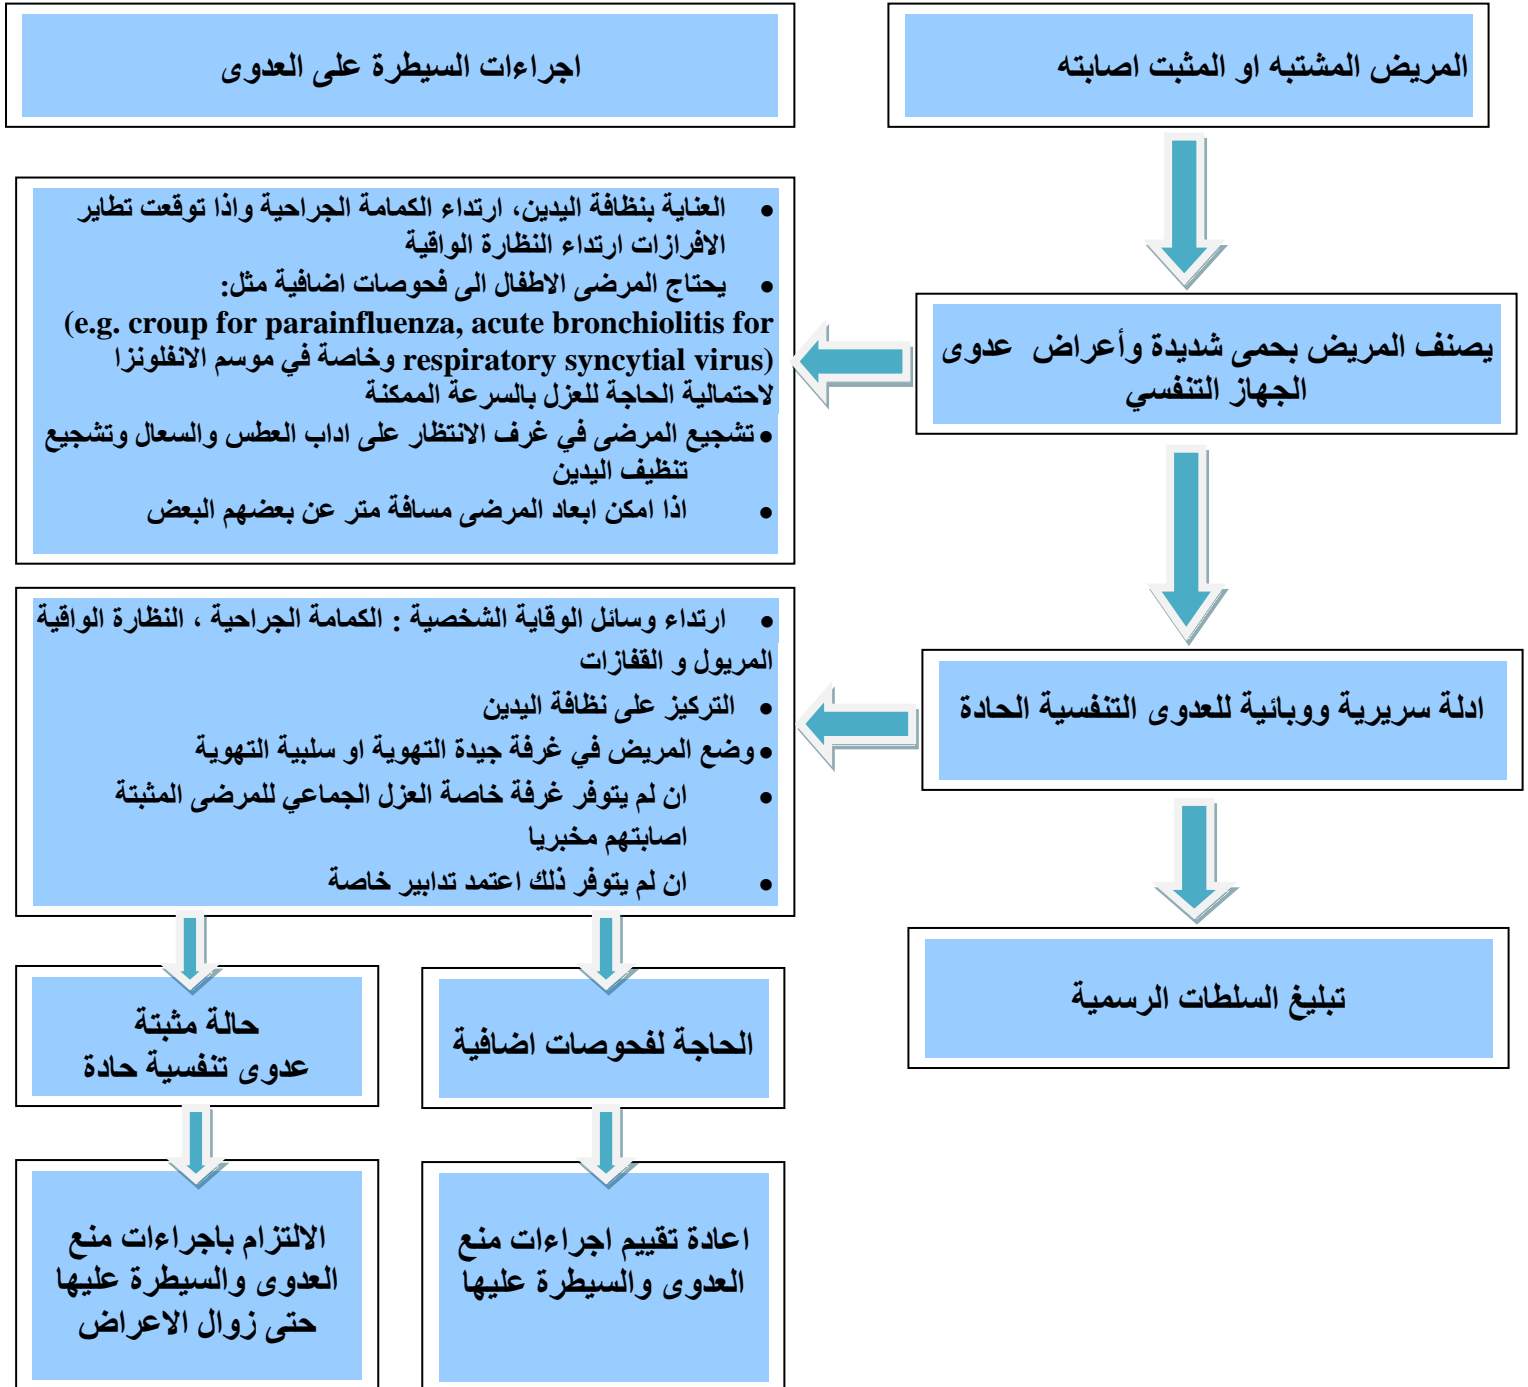 المريض المشتبه او المثبت اصابته
اجراءات السيطرة على العدوى
يصنف المريض بحمى شديدة وأعراض عدوى
الجهاز التنفسي
• العناية بنظافة اليدين، ارتداء الكمامة الجراحية واذا توقعت تطاير
الافرازات ارتداء النظارة الواقية
• يحتاج المرضى الاطفال الى فحوصات اضافية مثل:
(e.g. croup for parainfluenza, acute bronchiolitis for
respiratory syncytial virus) وخاصة في موسم الانفلونزا
لاحتمالية الحاجة للعزل بالسرعة الممكنة
• تشجيع المرضى في غرف الانتظار على اداب العطس والسعال وتشجيع
تنظيف اليدين
• اذا امكن ابعاد المرضى مسافة متر عن بعضهم البعض
ادلة سريرية ووبائية للعدوى التنفسية الحادة
• ارتداء وسائل الوقاية الشخصية : الكمامة الجراحية ، النظارة الواقية
المريول و القفازات
• التركيز على نظافة اليدين
• وضع المريض في غرفة جيدة التهوية او سلبية التهوية
• ان لم يتوفر غرفة خاصة العزل الجماعي للمرضى المثبتة
اصابتهم مخبريا
• ان لم يتوفر ذلك اعتمد تدابير خاصة
تبليغ السلطات الرسمية
الحاجة لفحوصات اضافية
حالة مثبتة
عدوى تنفسية حادة
اعادة تقييم اجراءات منع
العدوى والسيطرة عليها
الالتزام باجراءات منع
العدوى والسيطرة عليها
حتى زوال الاعراض